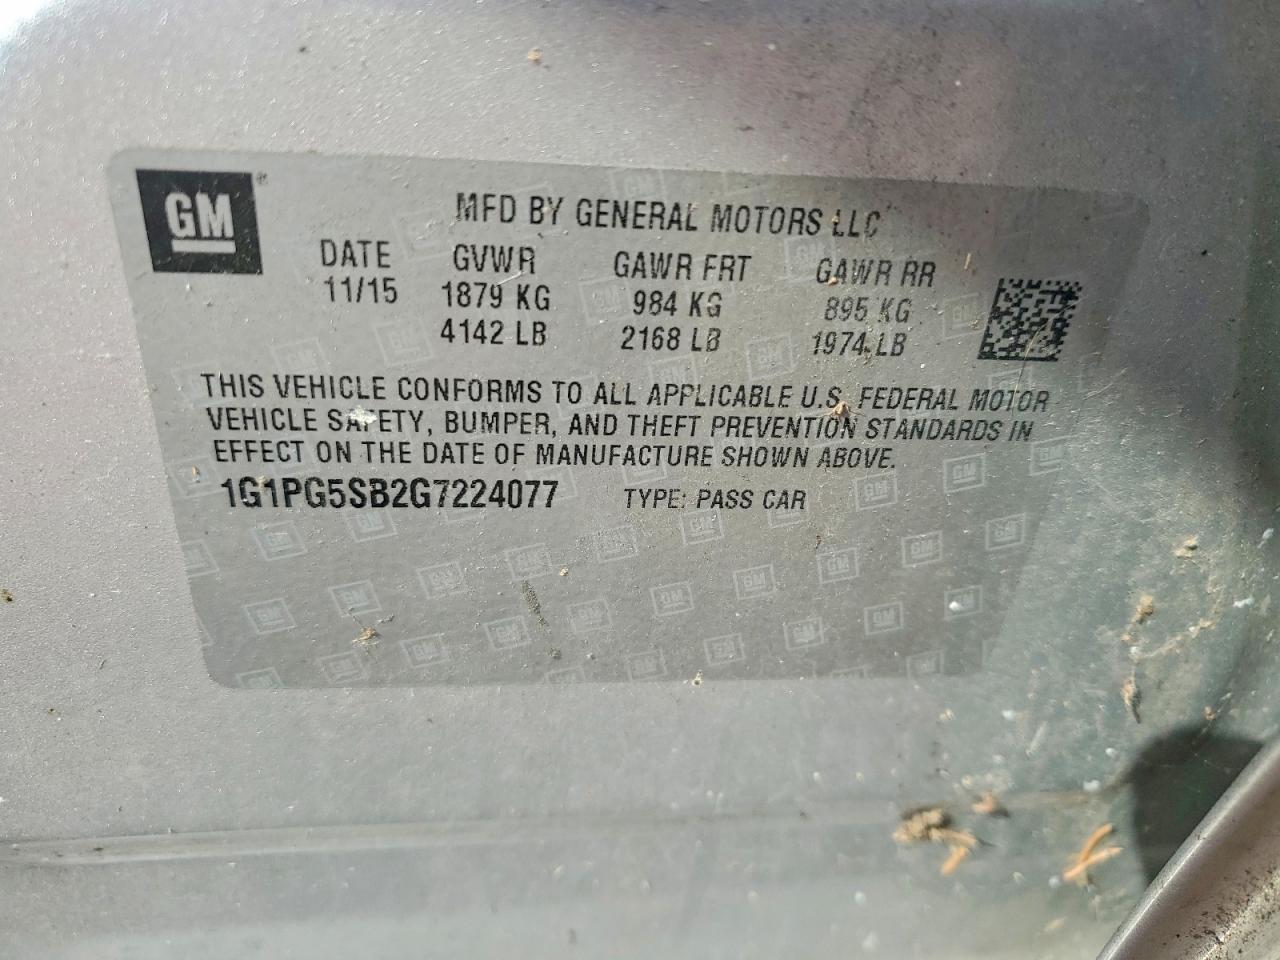 GM
MFD BY GENERAL MOTORS LLC
DATE GVWR GAWR FRT GAWR RR
11/15 1879 KG 984 KG 895 KG
4142 LB 2168 LB 1974 LB
THIS VEHICLE CONFORMS TO ALL APPLICABLE U.S. FEDERAL MOTOR
VEHICLE SAFETY, BUMPER, AND THEFT PREVENTION STANDARDS IN
EFFECT ON THE DATE OF MANUFACTURE SHOWN ABOVE.
1G1PG5SB2G7224077 TYPE: PASS CAR